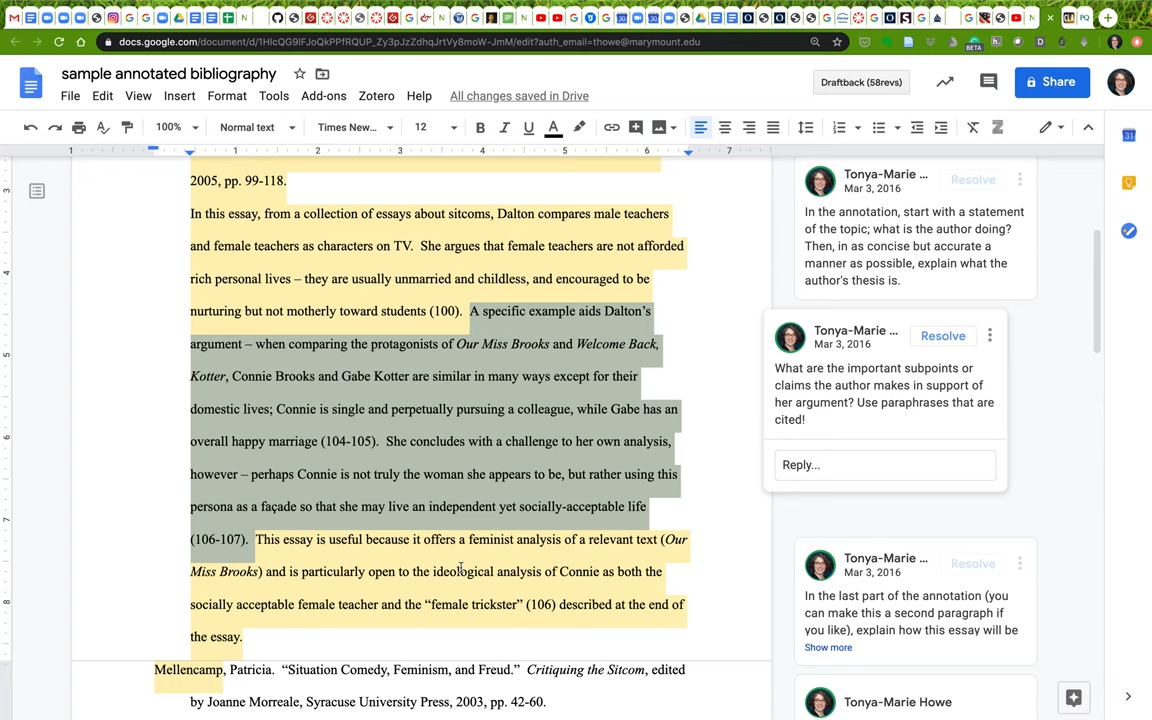 docs.google.com/document/d/1HIcQG9lFJoQkPPfRQUP_Zy3pJzZdhqJrtVy8moW-JmM/edit?auth_email=thowe@marymount.edu
BETA
sample annotated bibliography
Draftback (58revs)
Share
File Edit View Insert Format Tools Add-ons Zotero Help All changes saved in Drive
100% Normal text Times New... 12
1 1 2 3 4 5 6 7
2005, pp. 99-118.
In this essay, from a collection of essays about sitcoms, Dalton compares male teachers
and female teachers as characters on TV. She argues that female teachers are not afforded
rich personal lives – they are usually unmarried and childless, and encouraged to be
nurturing but not motherly toward students (100). A specific example aids Dalton's
argument – when comparing the protagonists of Our Miss Brooks and Welcome Back,
Kotter, Connie Brooks and Gabe Kotter are similar in many ways except for their
domestic lives; Connie is single and perpetually pursuing a colleague, while Gabe has an
overall happy marriage (104-105). She concludes with a challenge to her own analysis,
however – perhaps Connie is not truly the woman she appears to be, but rather using this
persona as a façade so that she may live an independent yet socially-acceptable life
(106-107). This essay is useful because it offers a feminist analysis of a relevant text (Our
Miss Brooks) and is particularly open to the ideological analysis of Connie as both the
socially acceptable female teacher and the “female trickster” (106) described at the end of
the essay.
Mellencamp, Patricia. “Situation Comedy, Feminism, and Freud.” Critiquing the Sitcom, edited
by Joanne Morreale, Syracuse University Press, 2003, pp. 42-60.
Tonya-Marie ...
Mar 3, 2016
Resolve
In the annotation, start with a statement
of the topic; what is the author doing?
Then, in as concise but accurate a
manner as possible, explain what the
author's thesis is.
Tonya-Marie ...
Mar 3, 2016
Resolve
What are the important subpoints or
claims the author makes in support of
her argument? Use paraphrases that are
cited!
Reply...
Tonya-Marie ...
Mar 3, 2016
Resolve
In the last part of the annotation (you
can make this a second paragraph if
you like), explain how this essay will be
Show more
Tonya-Marie Howe